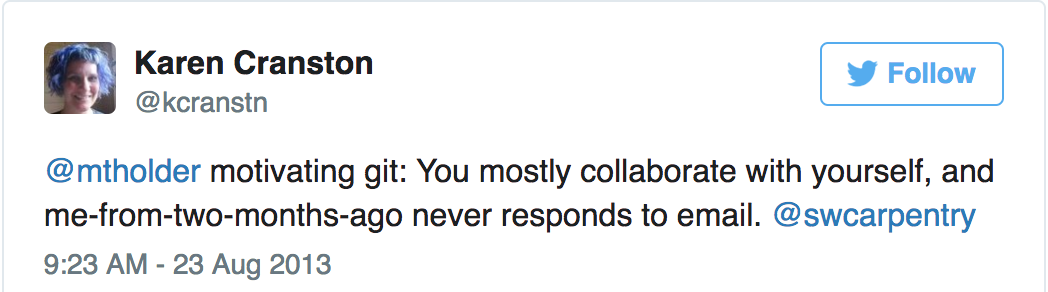 Karen Cranston
Follow
@kcranstn
@mtholder motivating git: You mostly collaborate with yourself, and
me-from-two-months-ago never responds to email. @swcarpentry
9:23 AM - 23 Aug 2013